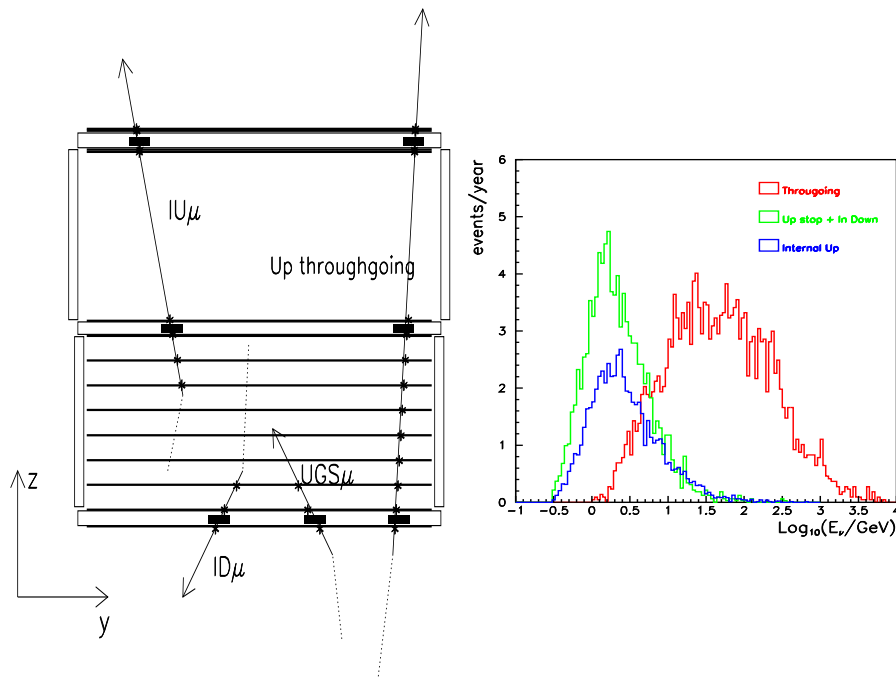 IUμ
Up throughgoing
UGSμ
IDμ
z
y
events/year
6
5
4
3
2
1
0
-1
-0.5
0
0.5
1
1.5
2
2.5
3
3.5
4
Log10(Eν/GeV)
Througoing
Up stop + In Down
Internal Up